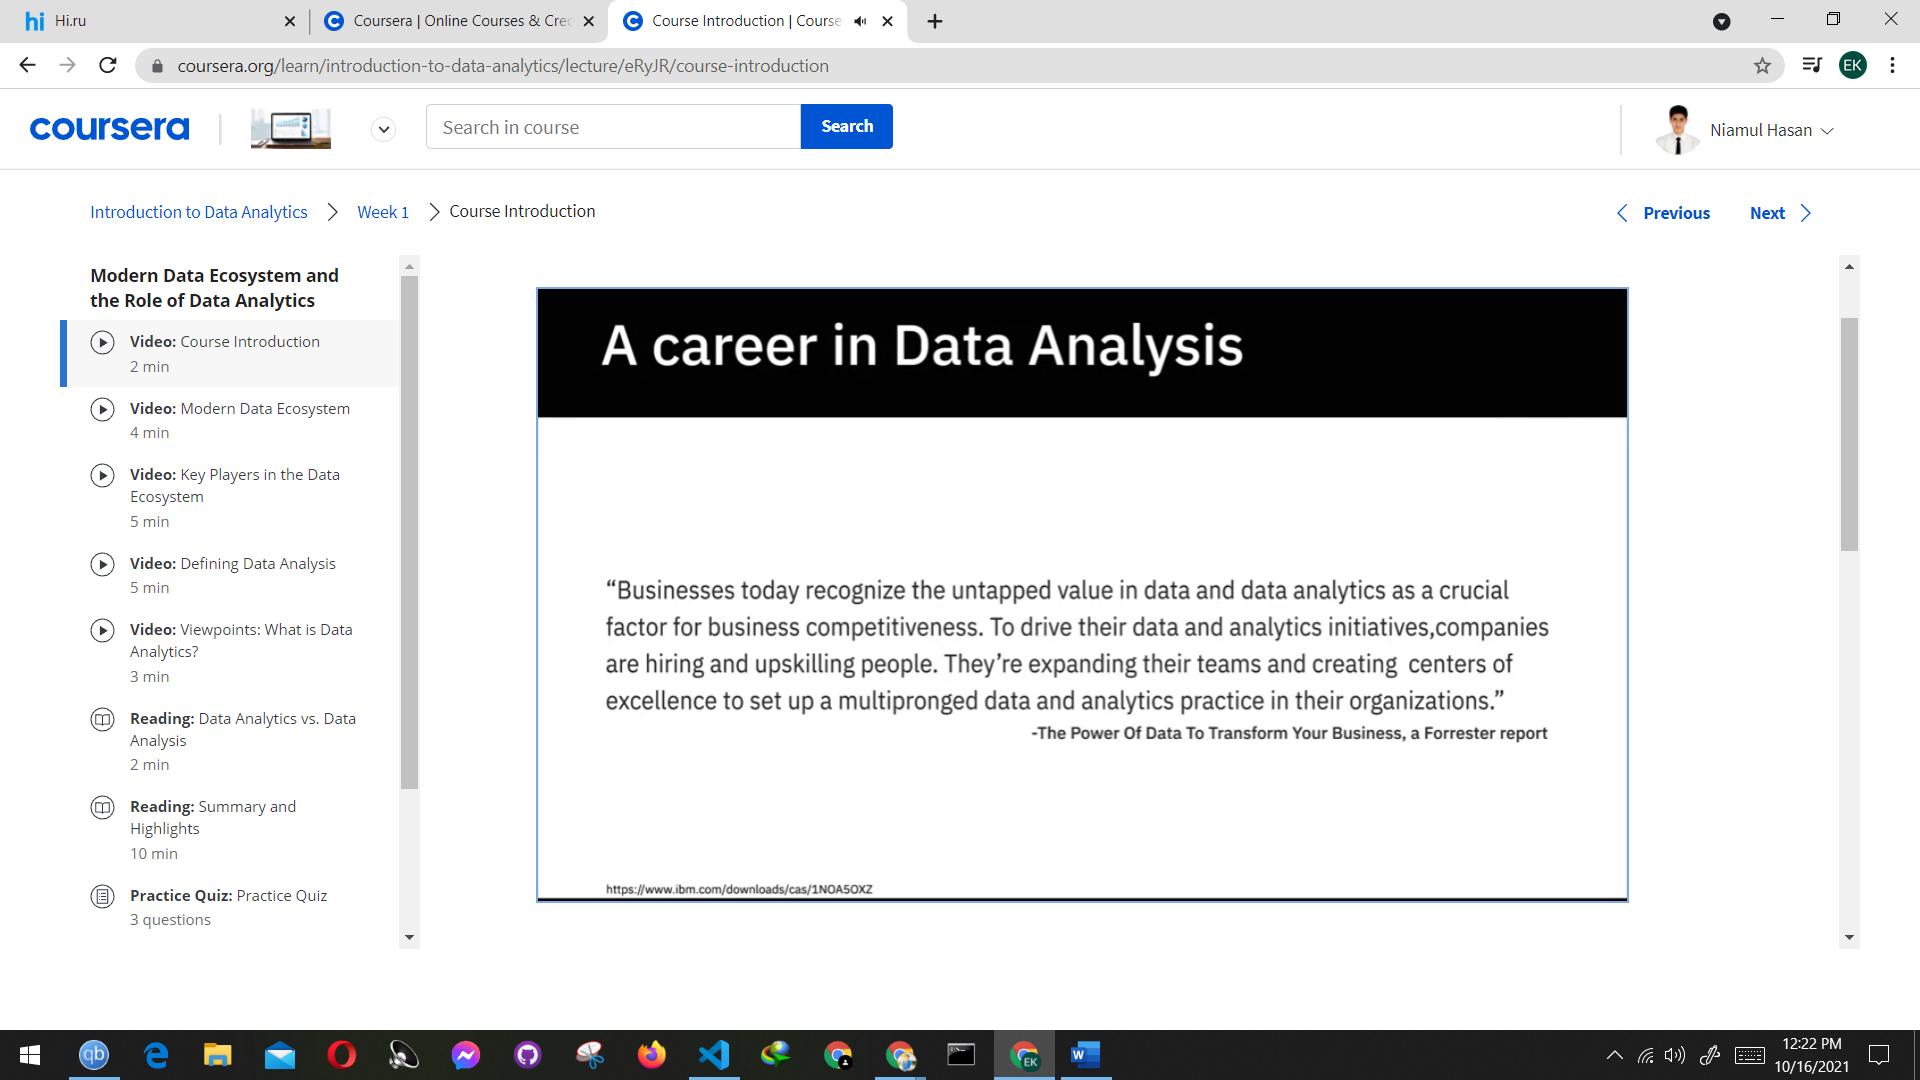 hi Hi.ru
Coursera | Online Courses & Cre
Course Introduction | Course
coursera.org/learn/introduction-to-data-analytics/lecture/eRyJR/course-introduction
EK
coursera
Search in course
Search
Niamul Hasan
Introduction to Data Analytics
Week 1
Course Introduction
Previous
Next
Modern Data Ecosystem and
the Role of Data Analytics
Video: Course Introduction
2 min
Video: Modern Data Ecosystem
4 min
Video: Key Players in the Data
Ecosystem
5 min
Video: Defining Data Analysis
5 min
Video: Viewpoints: What is Data
Analytics?
3 min
Reading: Data Analytics vs. Data
Analysis
2 min
Reading: Summary and
Highlights
10 min
Practice Quiz: Practice Quiz
3 questions
A career in Data Analysis
“Businesses today recognize the untapped value in data and data analytics as a crucial
factor for business competitiveness. To drive their data and analytics initiatives,companies
are hiring and upskilling people. They’re expanding their teams and creating centers of
excellence to set up a multipronged data and analytics practice in their organizations.”
-The Power Of Data To Transform Your Business, a Forrester report
https://www.ibm.com/downloads/cas/1NOA5OXZ
qb
EK
W
12:22 PM
10/16/2021